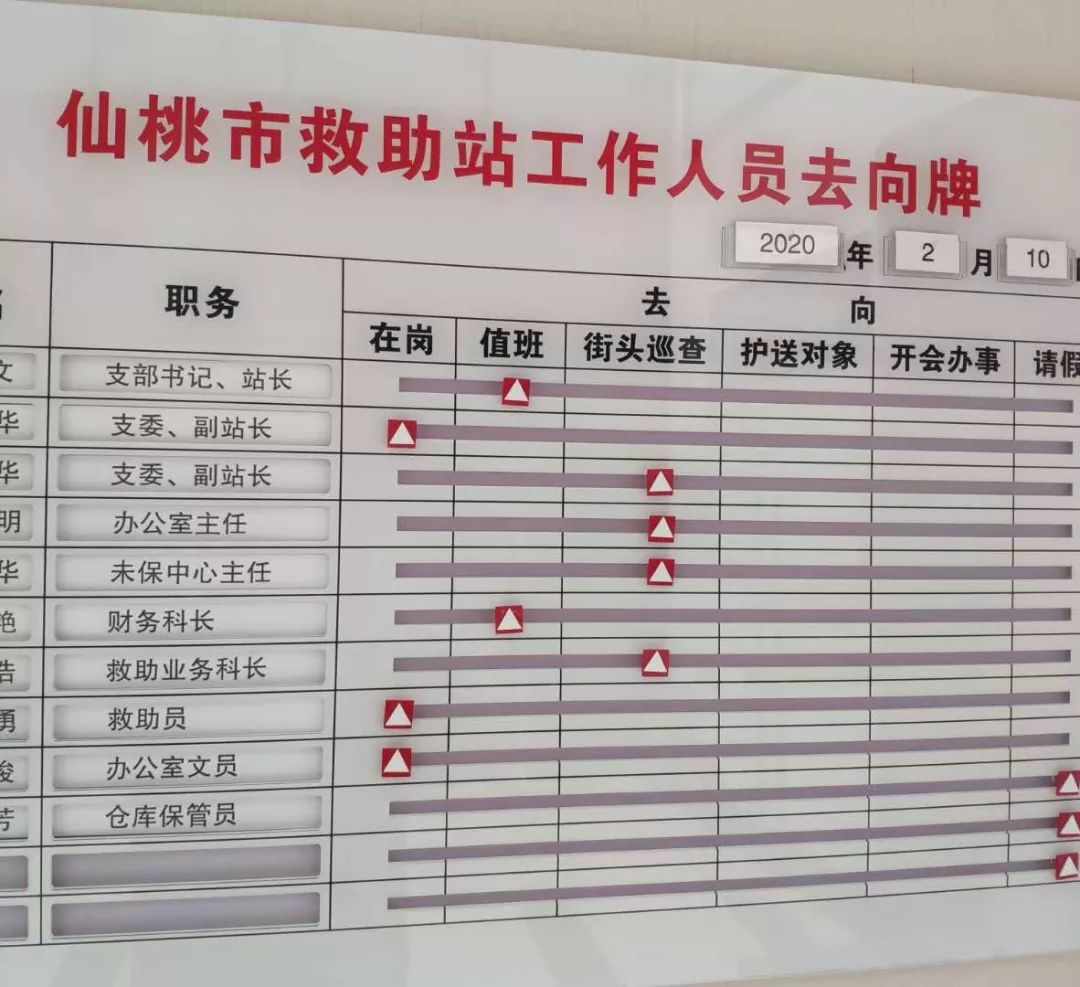 仙桃市救助站工作人员去向牌
2020 年 2 月 10
职务 去 向
在岗 值班 街头巡查 护送对象 开会办事 请假
文 支部书记、站长
华 支委、副站长
华 支委、副站长
明 办公室主任
华 未保中心主任
艳 财务科长
浩 救助业务科长
勇 救助员
俊 办公室文员
芳 仓库保管员